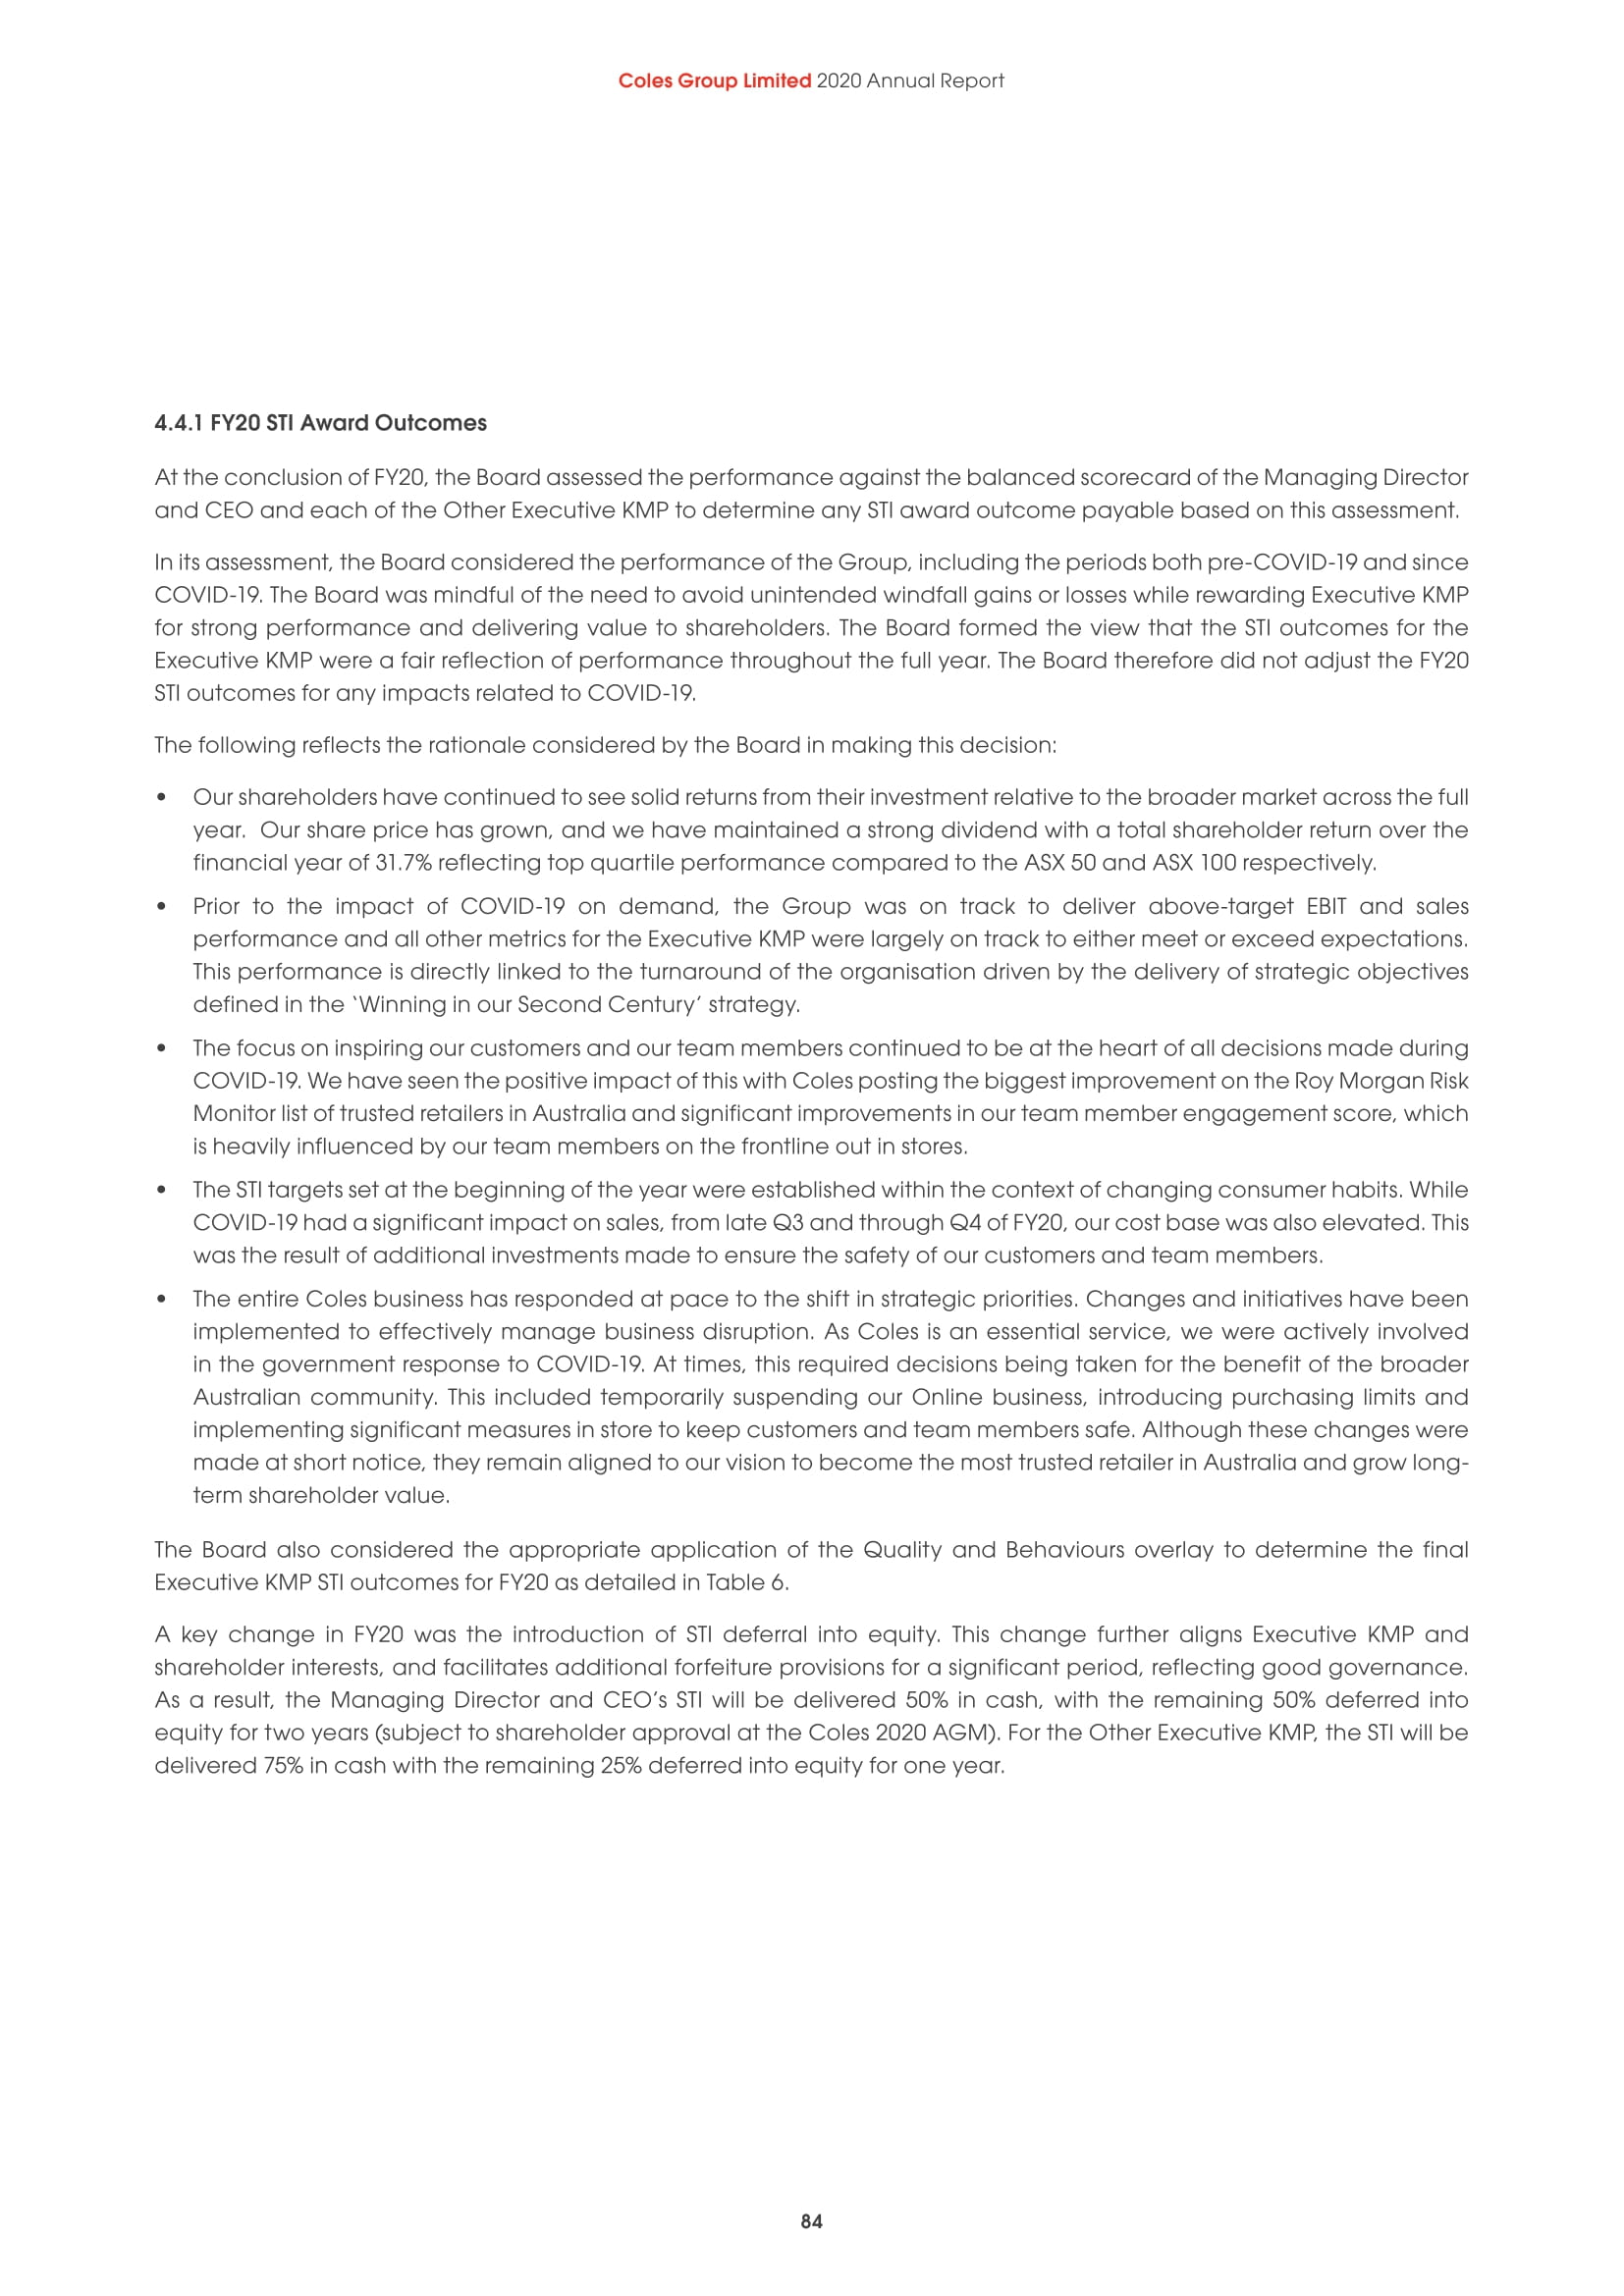 Coles Group Limited 2020 Annual Report
4.4.1 FY20 STI Award Outcomes
At the conclusion of FY20, the Board assessed the performance against the balanced scorecard of the Managing Director
and CEO and each of the Other Executive KMP to determine any STI award outcome payable based on this assessment.
In its assessment, the Board considered the performance of the Group, including the periods both pre-COVID-19 and since
COVID-19. The Board was mindful of the need to avoid unintended windfall gains or losses while rewarding Executive KMP
for strong performance and delivering value to shareholders. The Board formed the view that the STI outcomes for the
Executive KMP were a fair reflection of performance throughout the full year. The Board therefore did not adjust the FY20
STI outcomes for any impacts related to COVID-19.
The following reflects the rationale considered by the Board in making this decision:
• Our shareholders have continued to see solid returns from their investment relative to the broader market across the full
year.  Our share price has grown, and we have maintained a strong dividend with a total shareholder return over the
financial year of 31.7% reflecting top quartile performance compared to the ASX 50 and ASX 100 respectively.
• Prior to the impact of COVID-19 on demand, the Group was on track to deliver above-target EBIT and sales
performance and all other metrics for the Executive KMP were largely on track to either meet or exceed expectations.
This performance is directly linked to the turnaround of the organisation driven by the delivery of strategic objectives
defined in the ‘Winning in our Second Century’ strategy.
• The focus on inspiring our customers and our team members continued to be at the heart of all decisions made during
COVID-19. We have seen the positive impact of this with Coles posting the biggest improvement on the Roy Morgan Risk
Monitor list of trusted retailers in Australia and significant improvements in our team member engagement score, which
is heavily influenced by our team members on the frontline out in stores.
• The STI targets set at the beginning of the year were established within the context of changing consumer habits. While
COVID-19 had a significant impact on sales, from late Q3 and through Q4 of FY20, our cost base was also elevated. This
was the result of additional investments made to ensure the safety of our customers and team members.
• The entire Coles business has responded at pace to the shift in strategic priorities. Changes and initiatives have been
implemented to effectively manage business disruption. As Coles is an essential service, we were actively involved
in the government response to COVID-19. At times, this required decisions being taken for the benefit of the broader
Australian community. This included temporarily suspending our Online business, introducing purchasing limits and
implementing significant measures in store to keep customers and team members safe. Although these changes were
made at short notice, they remain aligned to our vision to become the most trusted retailer in Australia and grow long-
term shareholder value.
The Board also considered the appropriate application of the Quality and Behaviours overlay to determine the final
Executive KMP STI outcomes for FY20 as detailed in Table 6.
A key change in FY20 was the introduction of STI deferral into equity. This change further aligns Executive KMP and
shareholder interests, and facilitates additional forfeiture provisions for a significant period, reflecting good governance.
As a result, the Managing Director and CEO’s STI will be delivered 50% in cash, with the remaining 50% deferred into
equity for two years (subject to shareholder approval at the Coles 2020 AGM). For the Other Executive KMP, the STI will be
delivered 75% in cash with the remaining 25% deferred into equity for one year.
84